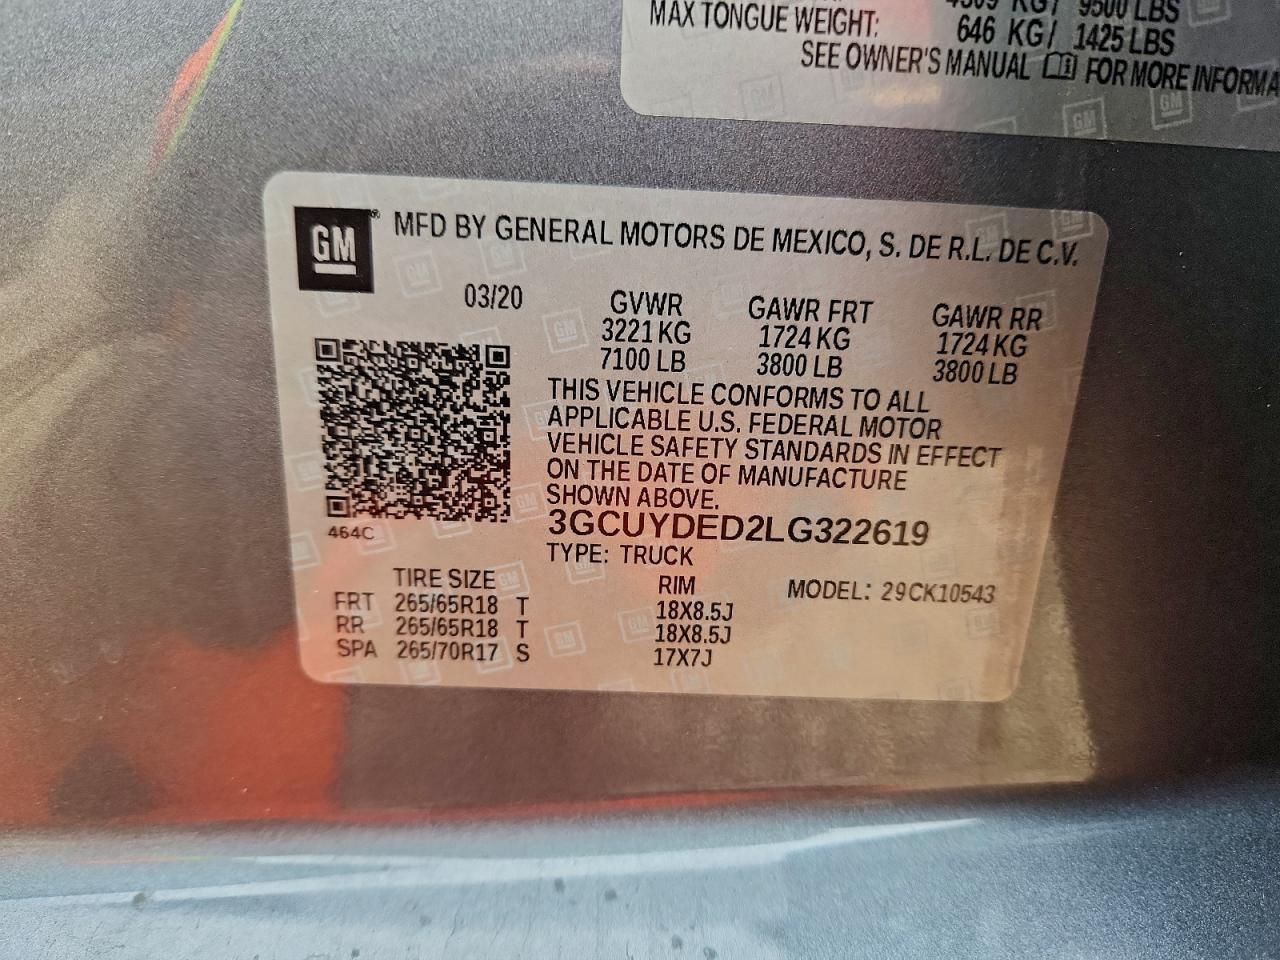 9500 LBS
MAX TONGUE WEIGHT: 646 KG/ 1425 LBS
SEE OWNER'S MANUAL FOR MORE
GM® MFD BY GENERAL MOTORS DE MEXICO, S. DE R.L. DE C.V.
03/20 GVWR GAWR FRT GAWR RR
3221 KG 1724 KG 1724 KG
7100 LB 3800 LB 3800 LB
THIS VEHICLE CONFORMS TO ALL
APPLICABLE U.S. FEDERAL MOTOR
VEHICLE SAFETY STANDARDS IN EFFECT
ON THE DATE OF MANUFACTURE
SHOWN ABOVE.
464C
3GCUYDED2LG322619
TYPE: TRUCK
TIRE SIZE RIM MODEL: 29CK10543
FRT 265/65R18 T 18X8.5J
RR 265/65R18 T 18X8.5J
SPA 265/70R17 S 17X7J